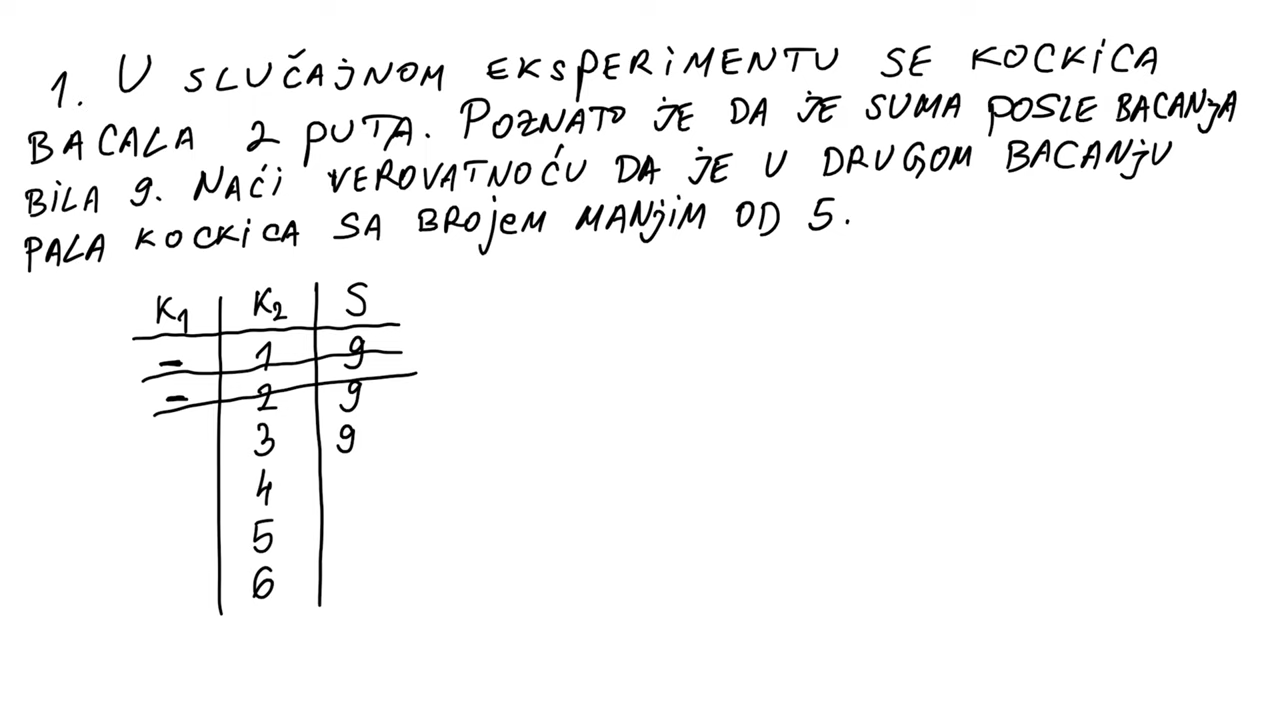 1. U SLUČAJNOM EKSPERIMENTU SE KOCKICA
BACALA 2 PUTA. POZNATO JE DA JE SUMA POSLE BACANJA
BILA 9. NAĆI VEROVATNOĆU DA JE U DRUGOM BACANJU
PALA KOCKICA SA BROJEM MANJIM OD 5.
K₁ K₂ S
- 1 9
- 2 9
3 9
4
5
6